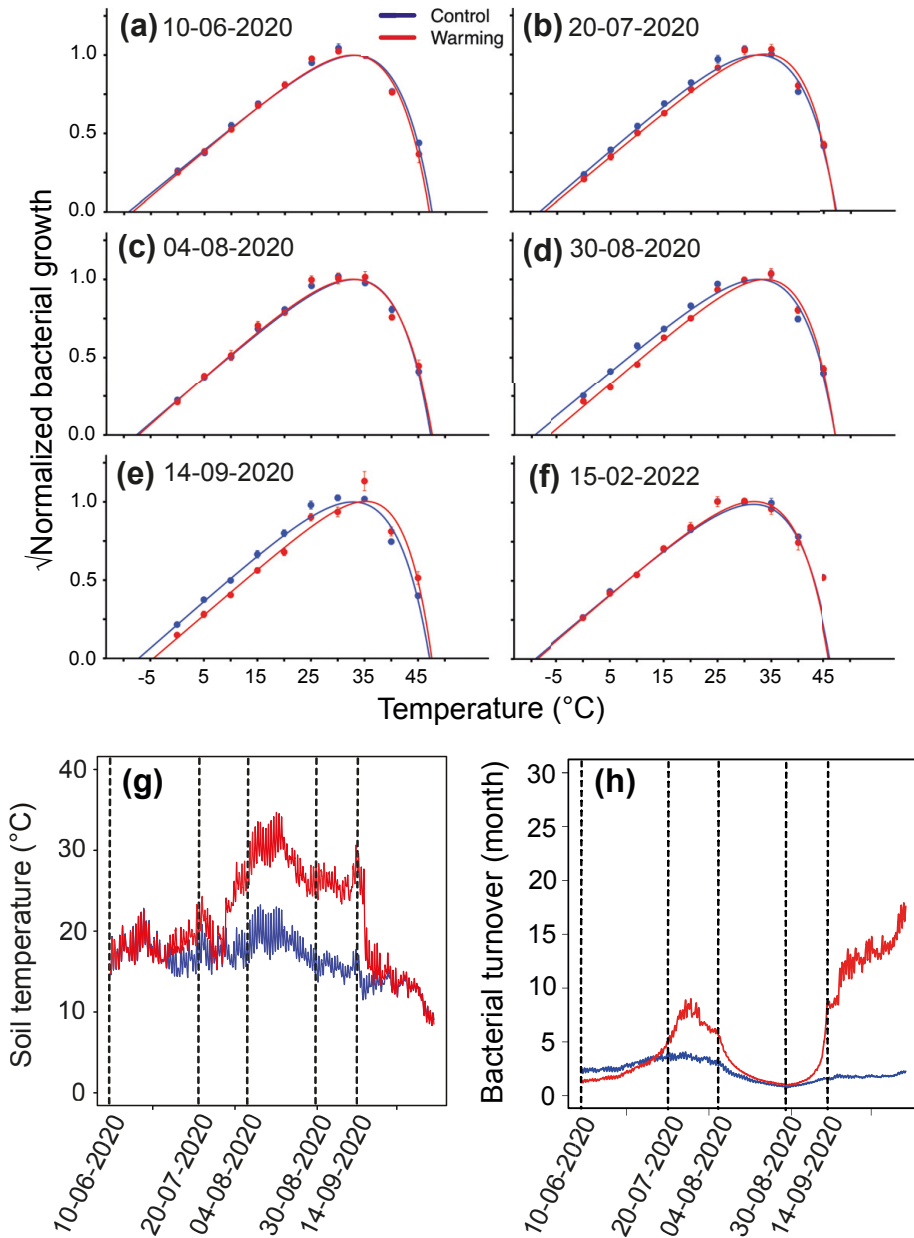 (a) 10-06-2020
Control
Warming
(b) 20-07-2020
1.0
0.5
0.0
(c) 04-08-2020
(d) 30-08-2020
1.0
0.5
0.0
(e) 14-09-2020
(f) 15-02-2022
1.0
0.5
0.0
√Normalized bacterial growth
-5 5 15 25 35 45
-5 5 15 25 35 45
Temperature (°C)
(g)
40
30
20
10
0
Soil temperature (°C)
10-06-2020
20-07-2020
04-08-2020
30-08-2020
14-09-2020
(h)
30
25
20
15
10
5
0
Bacterial turnover (month)
10-06-2020
20-07-2020
04-08-2020
30-08-2020
14-09-2020